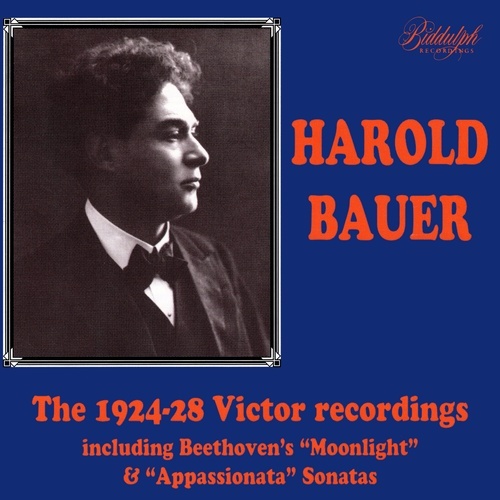 Biddulph
RECORDINGS
HAROLD
BAUER
The 1924-28 Victor recordings
including Beethoven's “Moonlight”
& “Appassionata” Sonatas